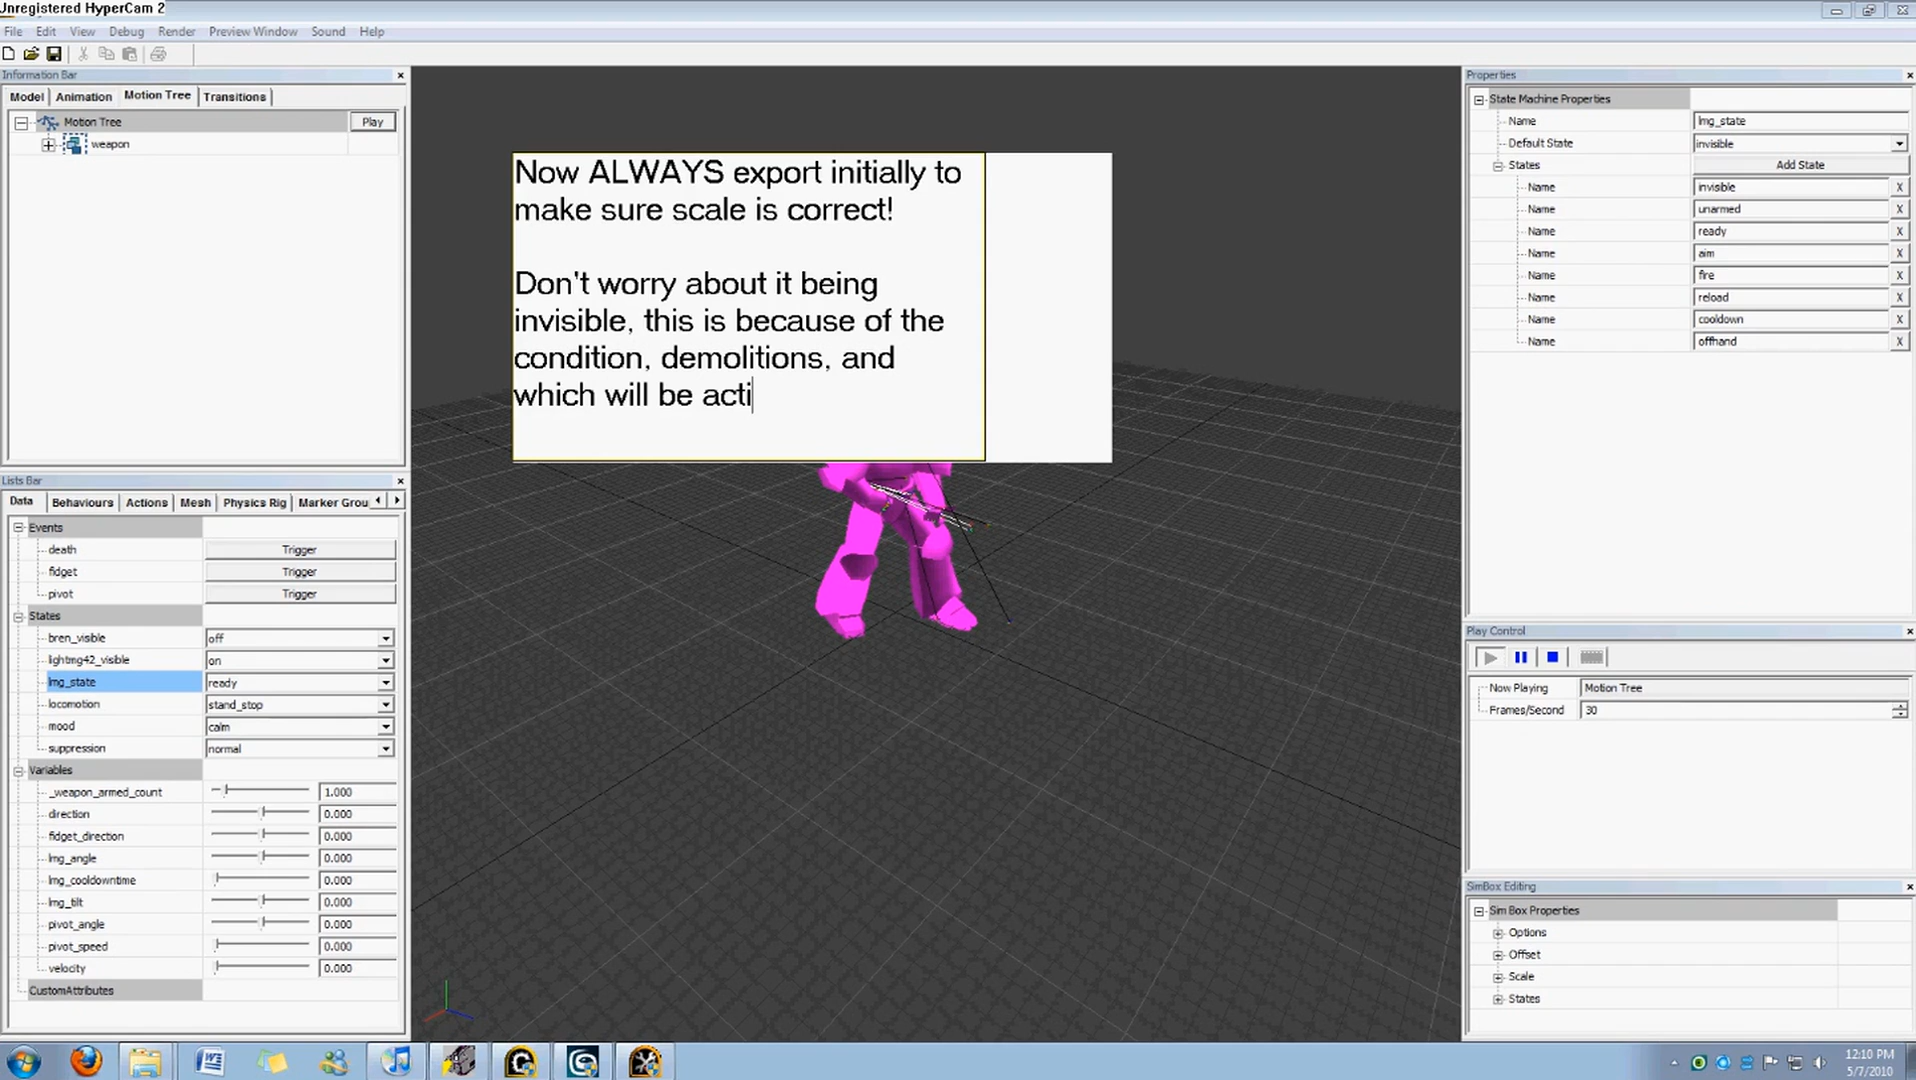 Unregistered HyperCam 2
File Edit View Debug Render Preview Window Sound Help
Information Bar
Model Animation Motion Tree Transitions
Motion Tree Play
weapon
Now ALWAYS export initially to
make sure scale is correct!
Don't worry about it being
invisible, this is because of the
condition, demolitions, and
which will be acti
Lists Bar
Data Behaviours Actions Mesh Physics Rig Marker Grou
Events
death Trigger
fidget Trigger
pivot Trigger
States
bren_visible off
lightmg42_visible on
lmg_state ready
locomotion stand_stop
mood calm
suppression normal
Variables
_weapon_armed_count 1.000
direction 0.000
fidget_direction 0.000
lmg_angle 0.000
lmg_cooldowntime 0.000
lmg_tilt 0.000
pivot_angle 0.000
pivot_speed 0.000
velocity 0.000
CustomAttributes
Properties
State Machine Properties
Name lmg_state
Default State invisible
States Add State
Name invisible X
Name unarmed X
Name ready X
Name aim X
Name fire X
Name reload X
Name cooldown X
Name offhand X
Play Control
Now Playing Motion Tree
Frames/Second 30
SimBox Editing
Sim Box Properties
Options
Offset
Scale
States
12:10 PM
5/7/2010